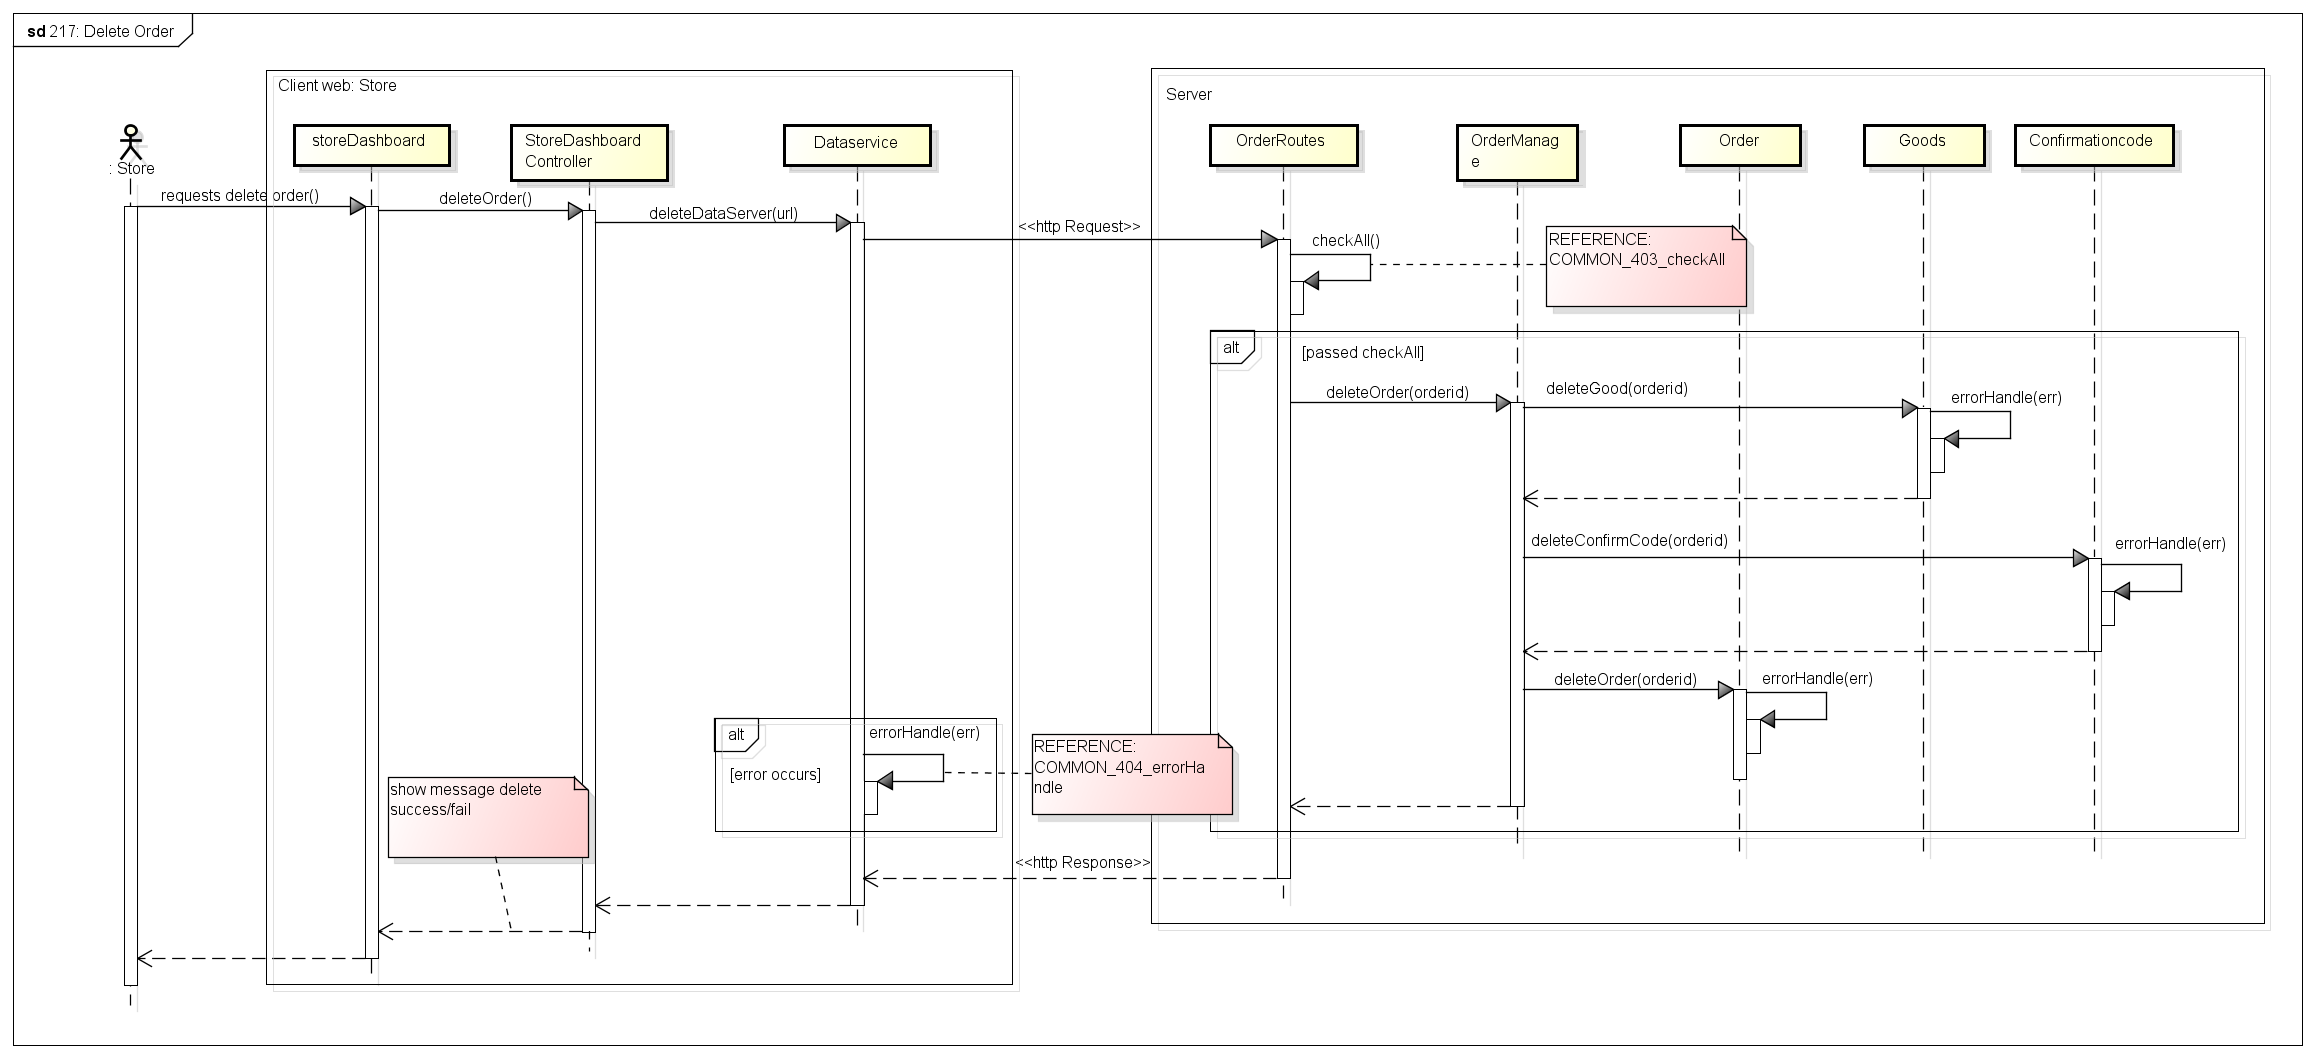 sd 217: Delete Order
Client web: Store
Server
: Store
storeDashboard
StoreDashboard
Controller
Dataservice
OrderRoutes
OrderManag
e
Order
Goods
Confirmationcode
requests delete order()
deleteOrder()
deleteDataServer(url)
<<http Request>>
checkAll()
REFERENCE:
COMMON_403_checkAll
alt
[passed checkAll]
deleteOrder(orderid)
deleteGood(orderid)
errorHandle(err)
deleteConfirmCode(orderid)
errorHandle(err)
deleteOrder(orderid)
errorHandle(err)
alt
errorHandle(err)
[error occurs]
REFERENCE:
COMMON_404_errorHa
ndle
show message delete
success/fail
<<http Response>>